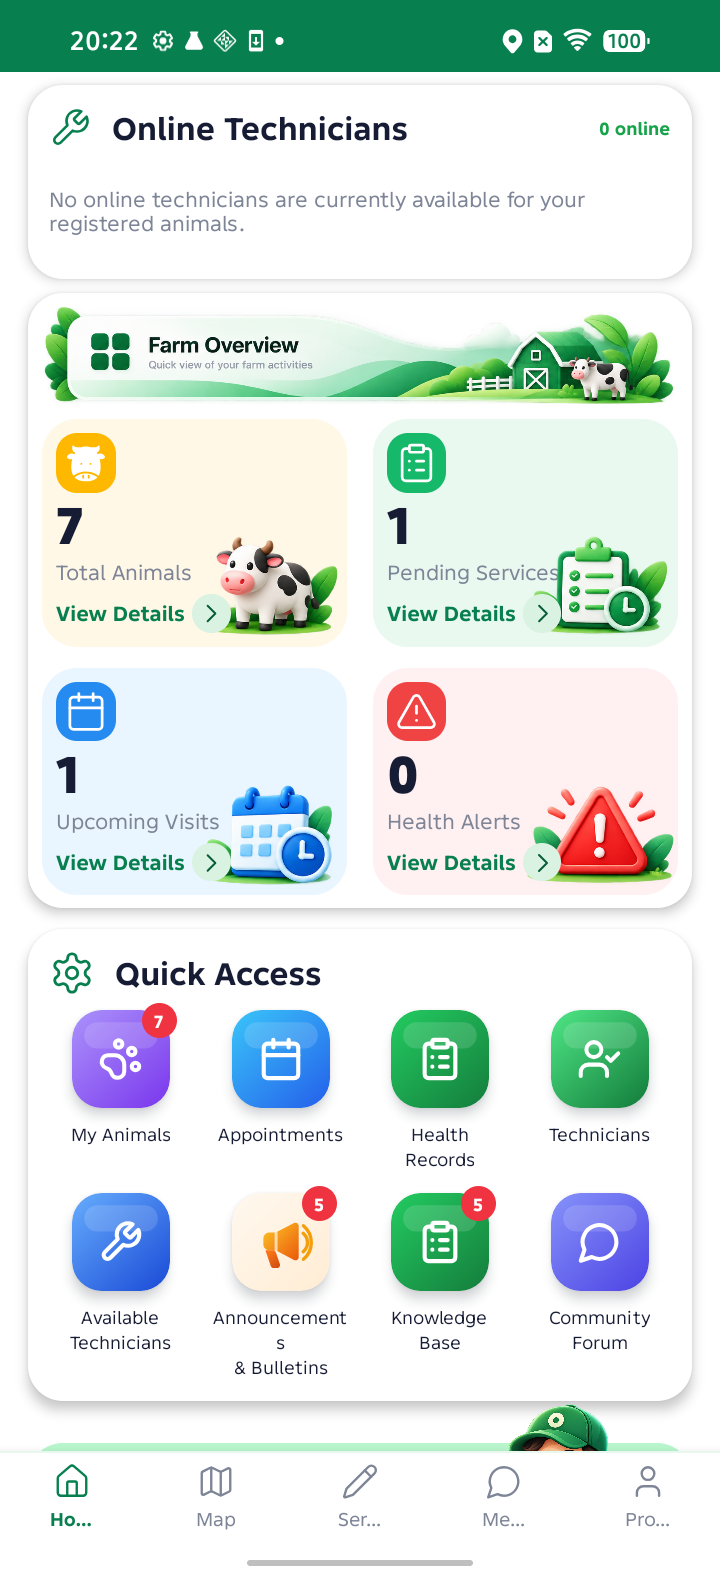 20:22
100
Online Technicians
0 online
No online technicians are currently available for your
registered animals.
Farm Overview
Quick view of your farm activities
7
Total Animals
View Details
1
Pending Services
View Details
1
Upcoming Visits
View Details
0
Health Alerts
View Details
Quick Access
7
My Animals
Appointments
Health
Records
Technicians
Available
Technicians
5
Announcement
s
& Bulletins
5
Knowledge
Base
Community
Forum
Ho...
Map
Ser...
Me...
Pro...